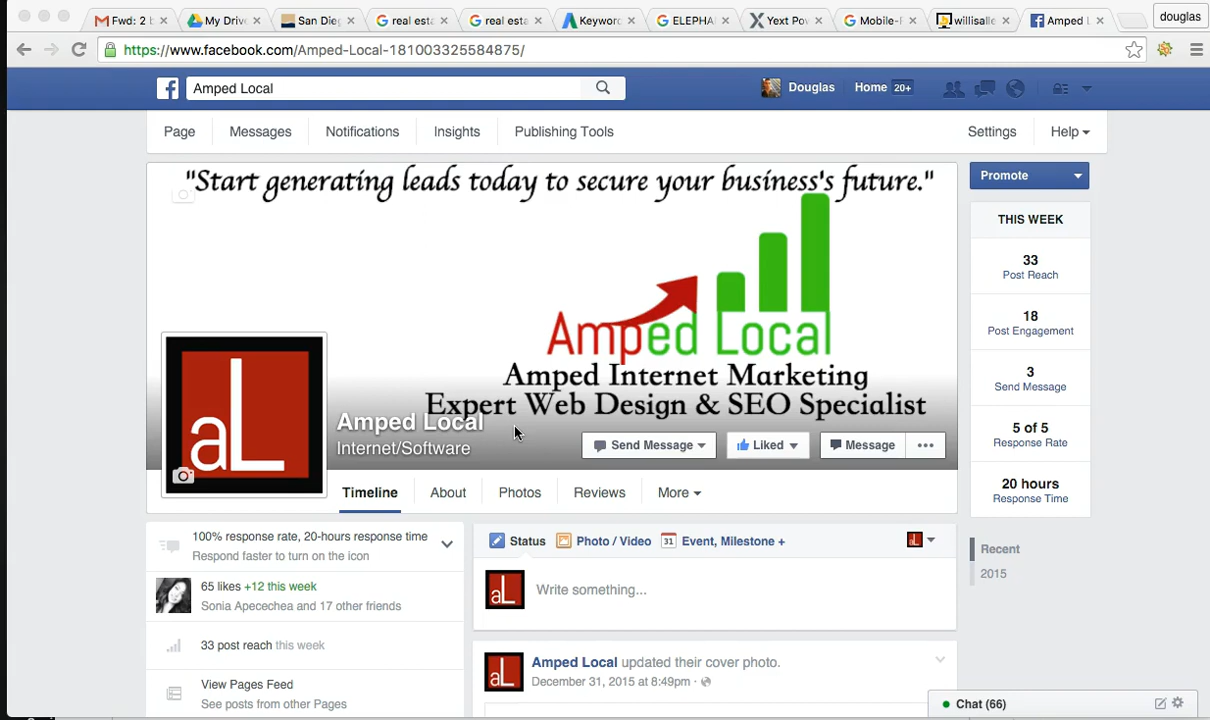 Fwd: 2 b
My Drive
San Dieg
real esta
real esta
Keyword
ELEPHA
Yext Pow
Mobile-F
willisalle
Amped L
douglas
https://www.facebook.com/Amped-Local-181003325584875/
Amped Local
Douglas
Home 20+
Page
Messages
Notifications
Insights
Publishing Tools
Settings
Help
"Start generating leads today to secure your business's future."
Amped Local
Amped Internet Marketing
Expert Web Design & SEO Specialist
aL
Amped Local
Internet/Software
Send Message
Liked
Message
Promote
THIS WEEK
33
Post Reach
18
Post Engagement
3
Send Message
5 of 5
Response Rate
20 hours
Response Time
Recent
2015
Timeline
About
Photos
Reviews
More
100% response rate, 20-hours response time
Respond faster to turn on the icon
65 likes +12 this week
Sonia Apecechea and 17 other friends
33 post reach this week
View Pages Feed
See posts from other Pages
Status
Photo / Video
31 Event, Milestone +
aL
aL
Write something...
aL
Amped Local updated their cover photo.
December 31, 2015 at 8:49pm ·
Chat (66)